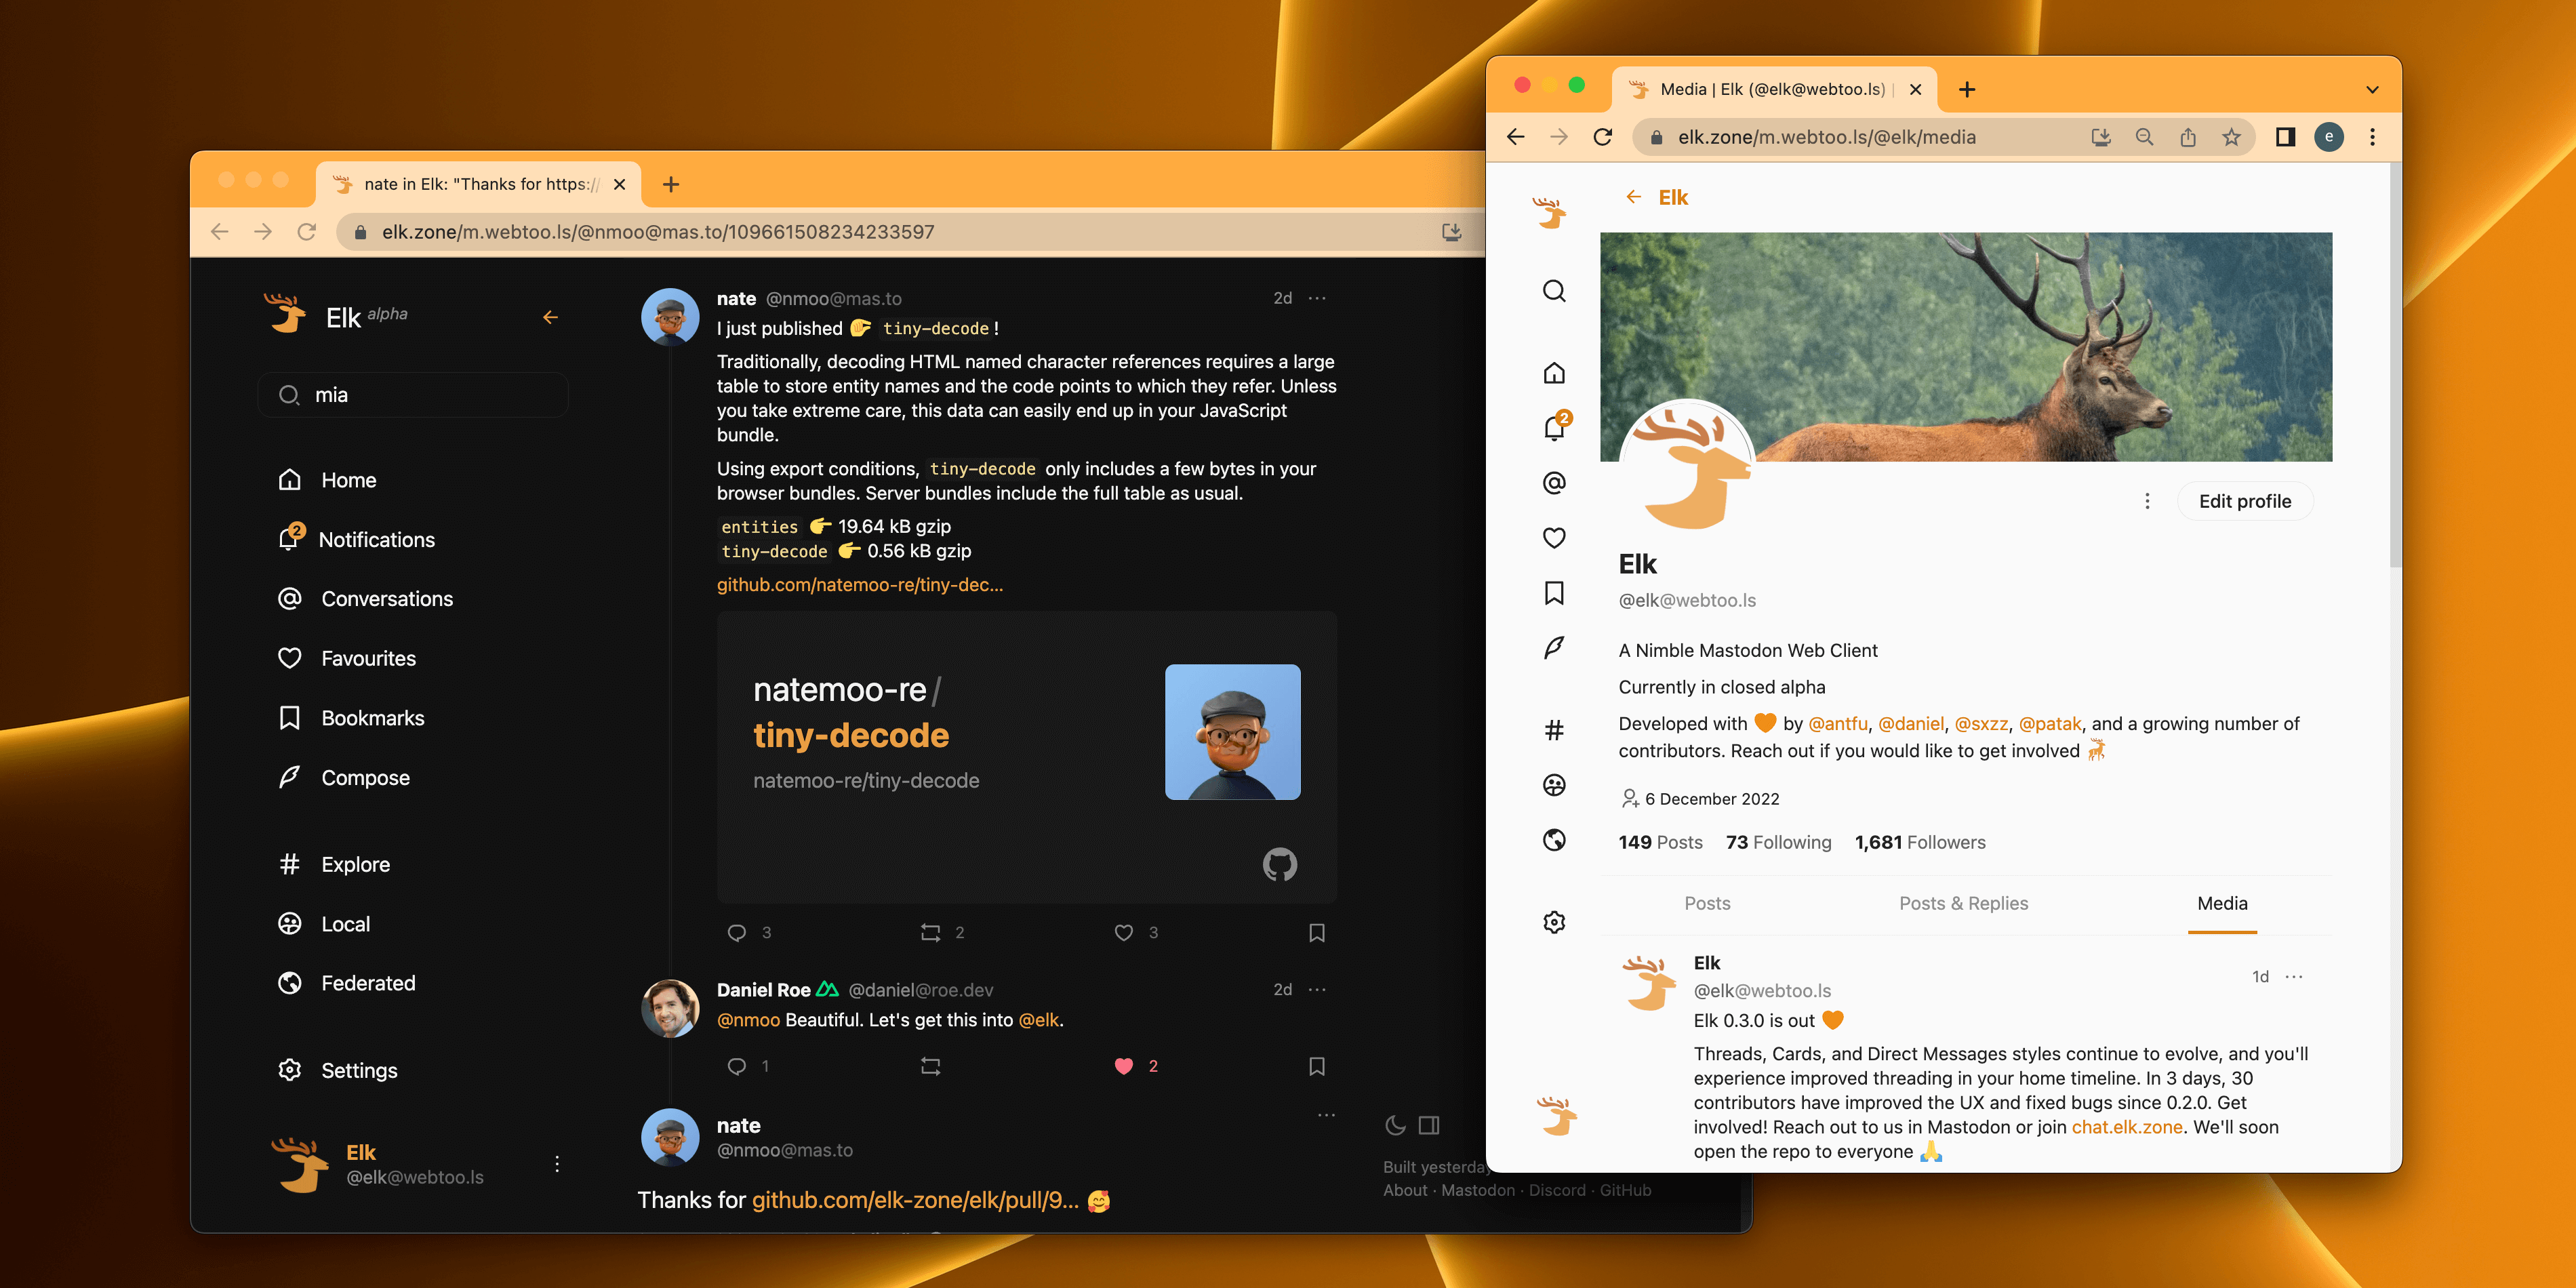 nate in Elk: "Thanks for https://
elk.zone/m.webtoo.ls/@nmoo@mas.to/109661508234233597
Elk alpha
mia
Home
2
Notifications
Conversations
Favourites
Bookmarks
Compose
Explore
Local
Federated
Settings
Elk
@elk@webtoo.ls
nate @nmoo@mas.to 2d
I just published 👉 tiny-decode!
Traditionally, decoding HTML named character references requires a large
table to store entity names and the code points to which they refer. Unless
you take extreme care, this data can easily end up in your JavaScript
bundle.
Using export conditions, tiny-decode only includes a few bytes in your
browser bundles. Server bundles include the full table as usual.
entities 👉 19.64 kB gzip
tiny-decode 👉 0.56 kB gzip
github.com/natemoo-re/tiny-dec...
natemoo-re/
tiny-decode
natemoo-re/tiny-decode
3 2 3
Daniel Roe @daniel@roe.dev 2d
@nmoo Beautiful. Let's get this into @elk.
1 2
nate
@nmoo@mas.to
Thanks for github.com/elk-zone/elk/pull/9... 🥰
Built yesterday
About · Mastodon · Discord · GitHub
Media | Elk (@elk@webtoo.ls) |
elk.zone/m.webtoo.ls/@elk/media
e
Elk
2
Edit profile
Elk
@elk@webtoo.ls
A Nimble Mastodon Web Client
Currently in closed alpha
Developed with 🧡 by @antfu, @daniel, @sxzz, @patak, and a growing number of
contributors. Reach out if you would like to get involved
6 December 2022
149 Posts 73 Following 1,681 Followers
Posts Posts & Replies Media
Elk
@elk@webtoo.ls 1d
Elk 0.3.0 is out 🧡
Threads, Cards, and Direct Messages styles continue to evolve, and you'll
experience improved threading in your home timeline. In 3 days, 30
contributors have improved the UX and fixed bugs since 0.2.0. Get
involved! Reach out to us in Mastodon or join chat.elk.zone. We'll soon
open the repo to everyone 🙏